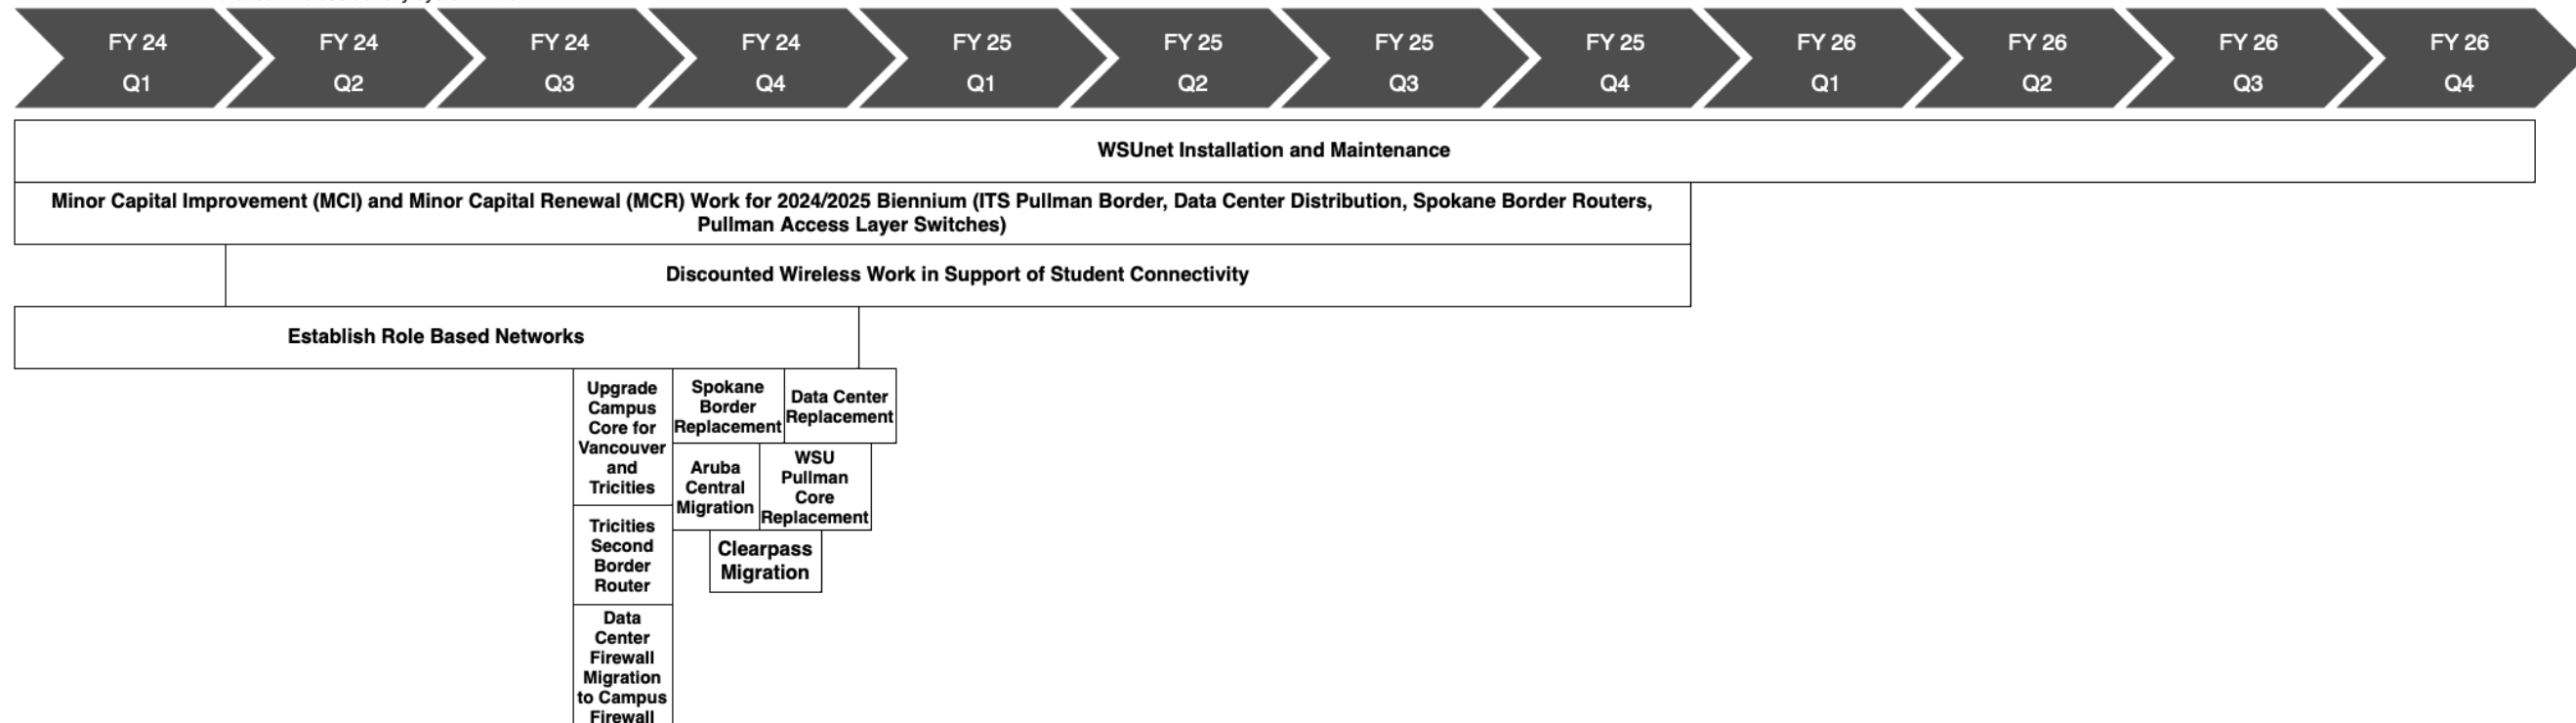 FY 24
Q1
FY 24
Q2
FY 24
Q3
FY 24
Q4
FY 25
Q1
FY 25
Q2
FY 25
Q3
FY 25
Q4
FY 26
Q1
FY 26
Q2
FY 26
Q3
FY 26
Q4
WSUnet Installation and Maintenance
Minor Capital Improvement (MCI) and Minor Capital Renewal (MCR) Work for 2024/2025 Biennium (ITS Pullman Border, Data Center Distribution, Spokane Border Routers,
Pullman Access Layer Switches)
Discounted Wireless Work in Support of Student Connectivity
Establish Role Based Networks
Upgrade
Campus
Core for
Vancouver
and
Tricities
Spokane
Border
Replacement
Data Center
Replacement
Aruba
Central
Migration
WSU
Pullman
Core
Replacement
Tricities
Second
Border
Router
Clearpass
Migration
Data
Center
Firewall
Migration
to Campus
Firewall